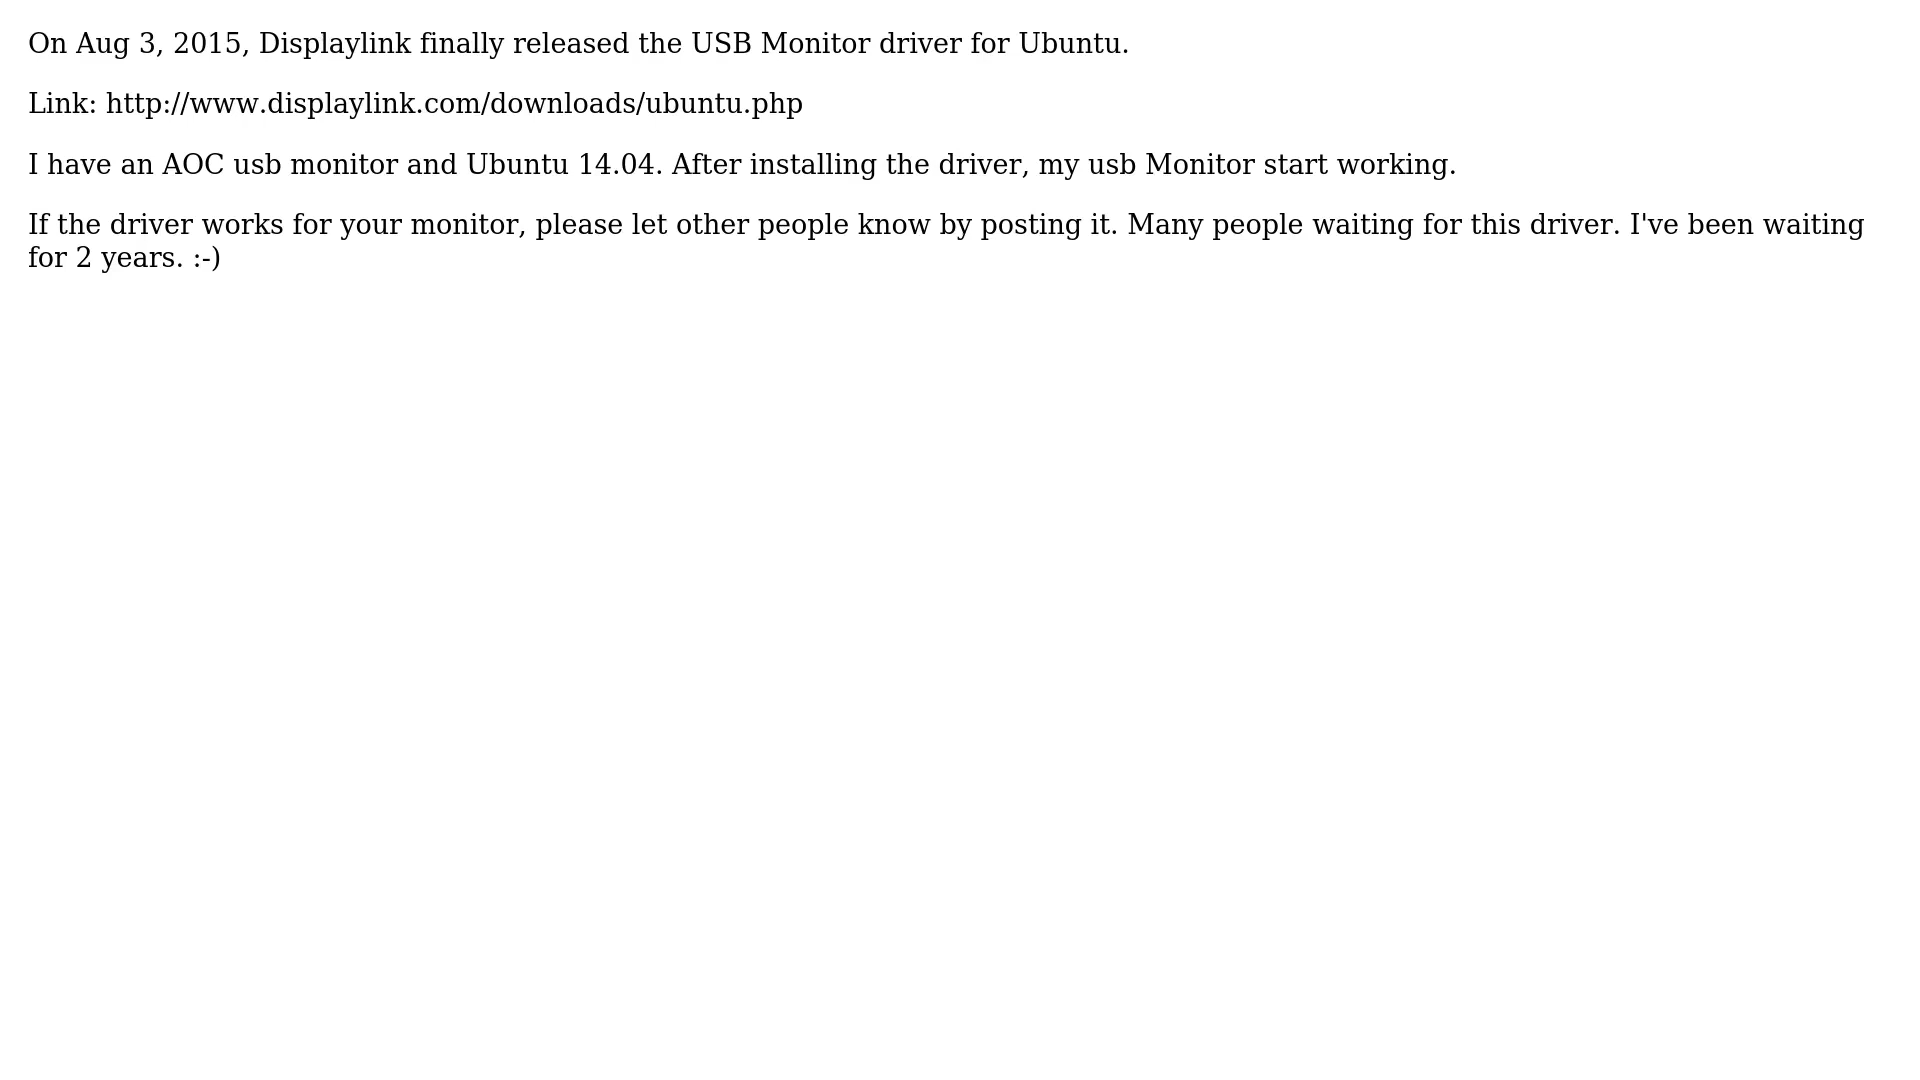 On Aug 3, 2015, Displaylink finally released the USB Monitor driver for Ubuntu.
Link: http://www.displaylink.com/downloads/ubuntu.php
I have an AOC usb monitor and Ubuntu 14.04. After installing the driver, my usb Monitor start working.
If the driver works for your monitor, please let other people know by posting it. Many people waiting for this driver. I've been waiting
for 2 years. :-)